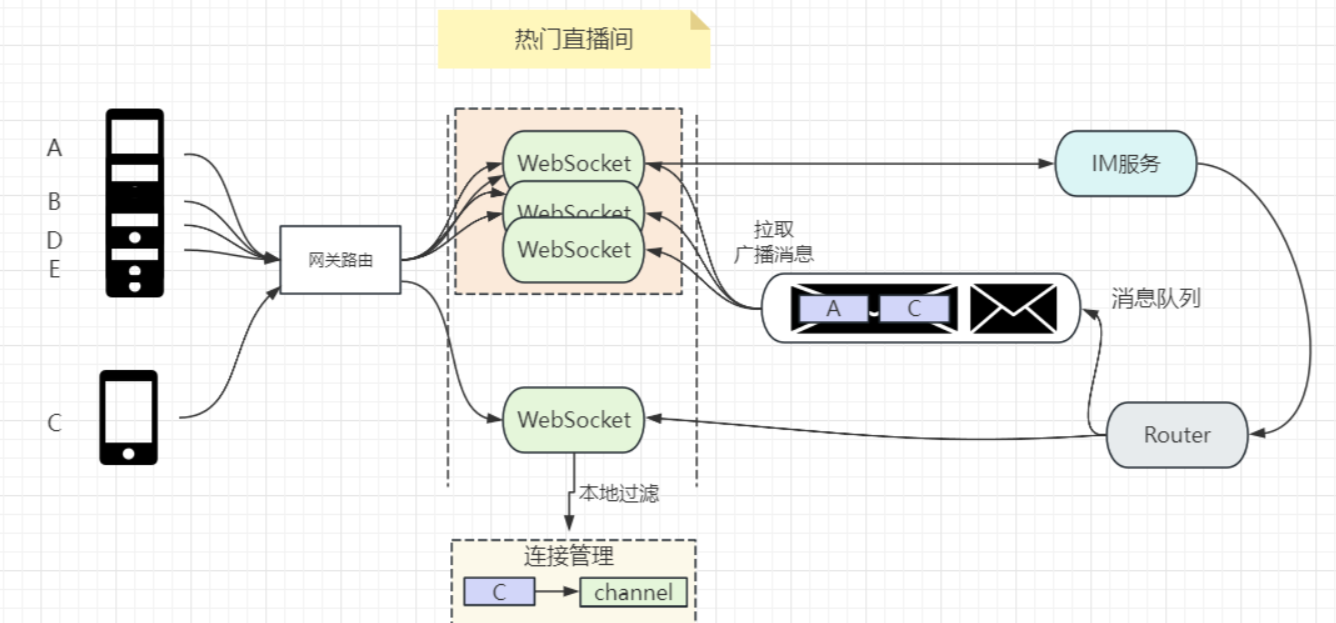 热门直播间
A
B
D
E
C
网关路由
WebSocket
WebSocket
WebSocket
WebSocket
IM服务
拉取
广播消息
A
C
消息队列
Router
本地过滤
连接管理
C
channel